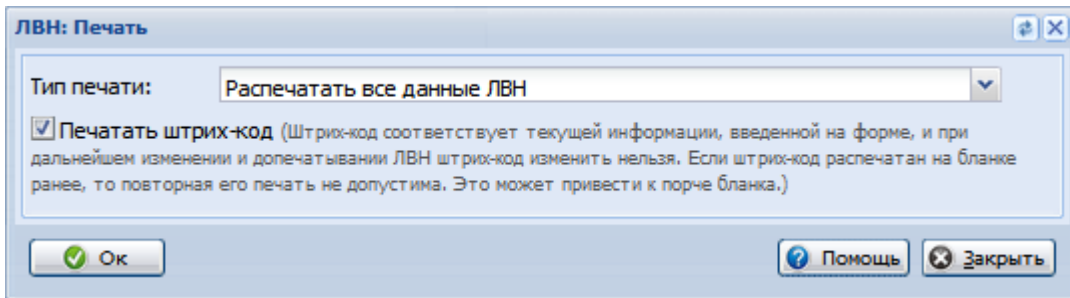 ЛВН: Печать
Тип печати: Распечатать все данные ЛВН
Печатать штрих-код (Штрих-код соответствует текущей информации, введенной на форме, и при
дальнейшем изменении и допечатывании ЛВН штрих-код изменить нельзя. Если штрих-код распечатан на бланке
ранее, то повторная его печать не допустима. Это может привести к порче бланка.)
Ок Помощь Закрыть